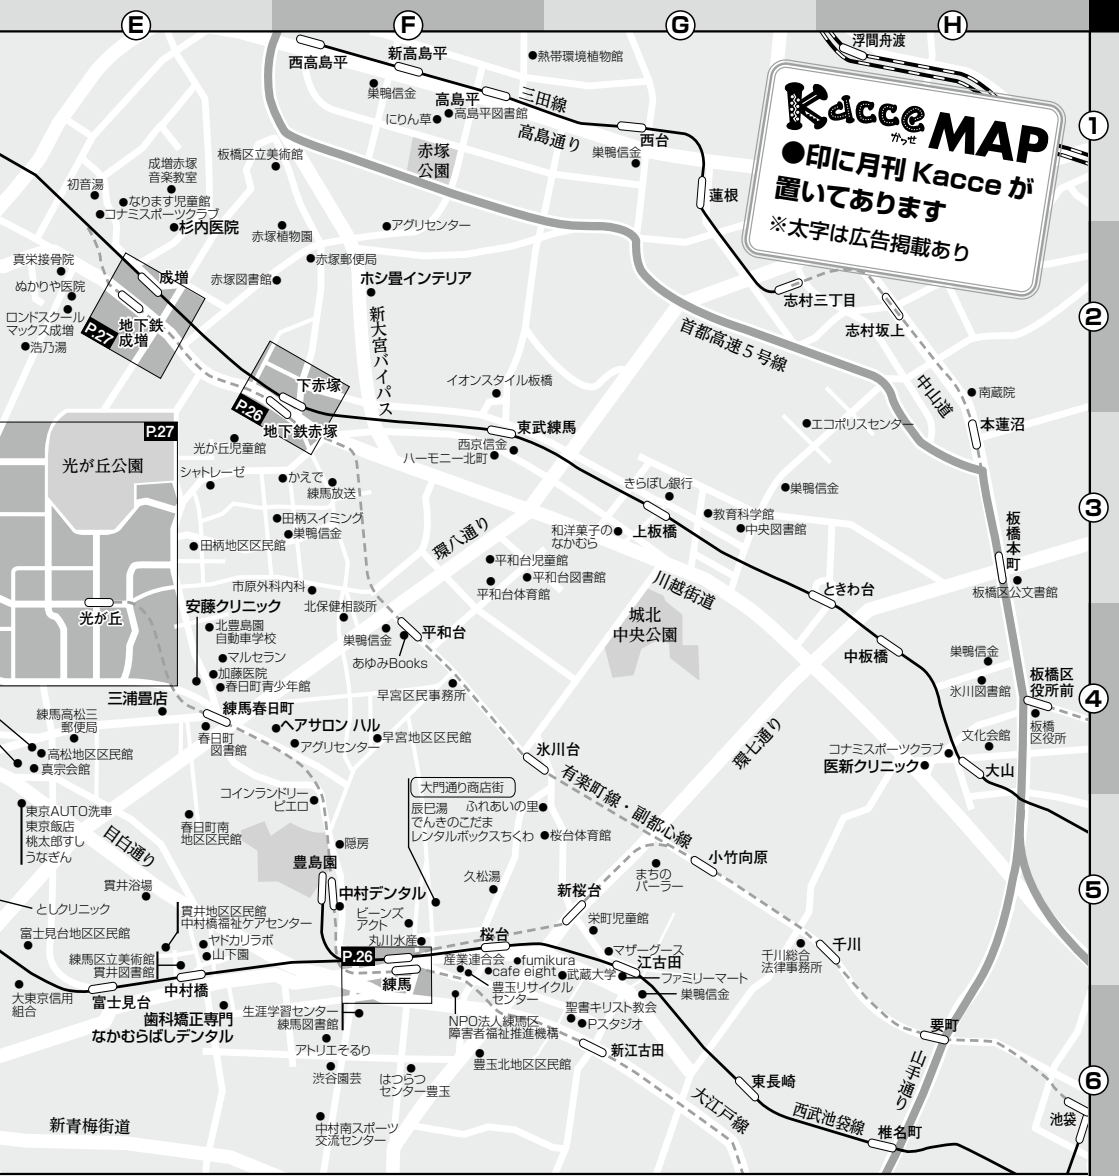 E
F
G
H
①
②
③
④
⑤
⑥
Kacce
かっせ
MAP
●印に月刊 Kacce が
置いてあります
※太字は広告掲載あり
浮間舟渡
西高島平
新高島平
●熱帯環境植物館
巣鴨信金
高島平
三田線
にりん草
高島平図書館
高島通り
西台
赤塚
公園
巣鴨信金
蓮根
成増赤塚
音楽教室
板橋区立美術館
初音湯
なります児童館
コナミスポーツクラブ
杉内医院
赤塚植物園
アグリセンター
真栄接骨院
成増
赤塚図書館
赤塚郵便局
ホシ畳インテリア
ぬかりや医院
ロンドスクール
マックス成増
地下鉄
成増
P.27
浩乃湯
新大宮バイパス
志村三丁目
志村坂上
首都高速5号線
中山道
下赤塚
P.26
地下鉄赤塚
イオンスタイル板橋
南蔵院
本蓮沼
エコポリスセンター
東武練馬
西京信金
ハーモニー北町
P.27
光が丘公園
光が丘
光が丘児童館
シャトレーゼ
かえで
練馬放送
田柄スイミング
巣鴨信金
田柄地区区民館
きらぼし銀行
巣鴨信金
教育科学館
中央図書館
上板橋
和洋菓子の
なかむら
環八通り
平和台児童館
平和台図書館
平和台体育館
川越街道
ときわ台
板橋本町
板橋区公文書館
市原外科内科
安藤クリニック
北保健相談所
北豊島園
自動車学校
巣鴨信金
平和台
あゆみBooks
城北
中央公園
中板橋
巣鴨信金
氷川図書館
板橋区
役所前
マルセラン
加藤医院
春日町青少年館
早宮区民事務所
三浦畳店
練馬春日町
ヘアサロン ハル
練馬高松三
郵便局
春日町
図書館
アグリセンター
早宮地区区民館
高松地区区民館
真宗会館
氷川台
環七通り
文化会館
板橋
区役所
コナミスポーツクラブ
医新クリニック
大山
有楽町線・副都心線
コインランドリー
ピエロ
大門通り商店街
辰巳湯
ふれあいの里
でんきのこだま
レンタルボックスちくわ
桜台体育館
東京AUTO洗車
東京飯店
桃太郎すし
うなぎん
目白通り
春日町南
地区区民館
隠房
豊島園
小竹向原
まちの
パーラー
貫井浴場
中村デンタル
久松湯
新桜台
としクリニック
貫井地区区民館
中村橋福祉ケアセンター
ビーンズ
アクト
丸川水産
桜台
栄町児童館
富士見台地区区民館
ヤドカリラボ
山下園
練馬区立美術館
貫井図書館
P.26
産業連合会
fumikura
cafe eight
マザーグース
武蔵大学
江古田
千川総合
法律事務所
千川
大東京信用
組合
富士見台
中村橋
練馬
豊玉リサイクル
センター
ファミリーマート
巣鴨信金
歯科矯正専門
なかむらばしデンタル
生涯学習センター
練馬図書館
NPO法人練馬区
障害者福祉推進機構
聖書キリスト教会
Pスタジオ
アトリエそるり
新江古田
要町
渋谷園芸
はつらつ
センター豊玉
豊玉北地区区民館
東長崎
山手通り
中村南スポーツ
交流センター
新青梅街道
大江戸線
西武池袋線
椎名町
池袋